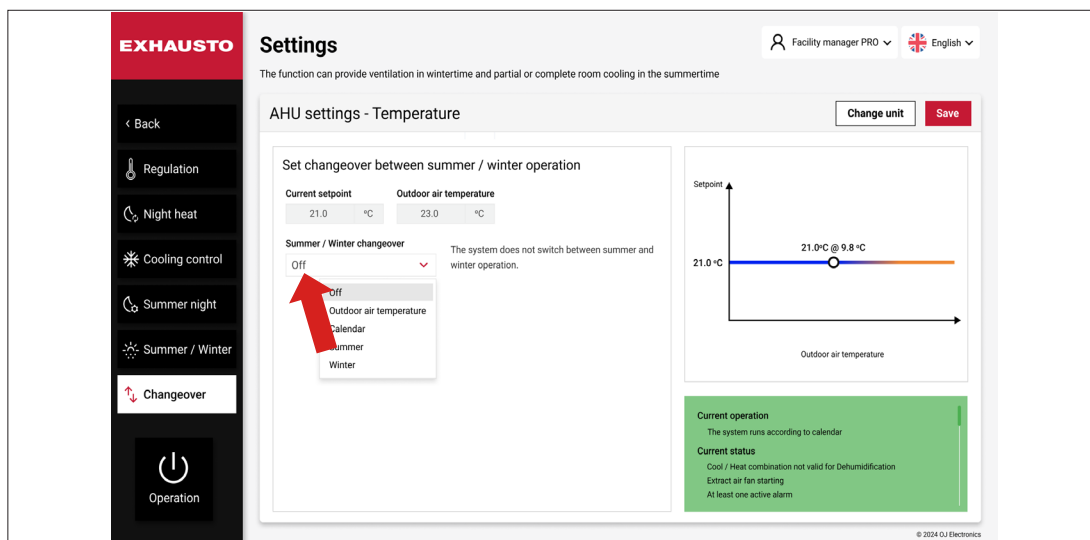 EXHAUSTO
Settings
Facility manager PRO
English
The function can provide ventilation in wintertime and partial or complete room cooling in the summertime
< Back
Regulation
Night heat
Cooling control
Summer night
Summer / Winter
Changeover
Operation
AHU settings - Temperature
Change unit
Save
Set changeover between summer / winter operation
Current setpoint
Outdoor air temperature
21.0 ºC
23.0 ºC
Summer / Winter changeover
Off
The system does not switch between summer and
winter operation.
Off
Outdoor air temperature
Calendar
Summer
Winter
Setpoint
21.0ºC @ 9.8 ºC
21.0 ºC
Outdoor air temperature
Current operation
The system runs according to calendar
Current status
Cool / Heat combination not valid for Dehumidification
Extract air fan starting
At least one active alarm
© 2024 OJ Electronics